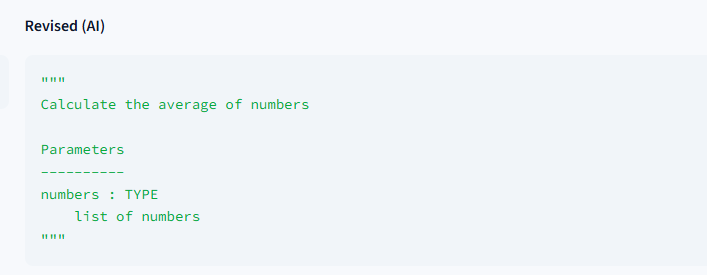 Revised (AI)
"""
Calculate the average of numbers
Parameters
----------
numbers : TYPE
    list of numbers
"""